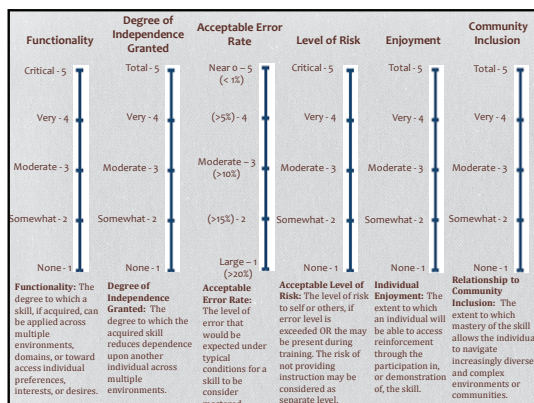 Functionality
Critical - 5
Very - 4
Moderate - 3
Somewhat - 2
None - 1
Functionality: The
degree to which a
skill, if acquired, can
be applied across
multiple
environments,
domains, or toward
access individual
preferences,
interests, or desires.
Degree of
Independence
Granted
Total - 5
Very - 4
Moderate - 3
Somewhat - 2
None - 1
Degree of
Independence
Granted: The
degree to which the
acquired skill
reduces dependence
upon another
individual across
multiple
environments.
Acceptable Error
Rate
Near 0 – 5
(< 1%)
(>5%) - 4
Moderate – 3
(>10%)
(>15%) - 2
Large – 1
(>20%)
Acceptable
Error Rate:
The level of
error that
would be
expected under
typical
conditions for a
skill to be
consider
Level of Risk
Critical - 5
Very - 4
Moderate - 3
Somewhat - 2
None - 1
Acceptable Level of
Risk: The level of risk
to self or others, if
error level is
exceeded OR the may
be present during
training. The risk of
not providing
instruction may be
considered as
separate level.
Enjoyment
Total - 5
Very - 4
Moderate - 3
Somewhat - 2
None - 1
Individual
Enjoyment: The
extent to which
an individual will
be able to access
reinforcement
through the
participation in,
or demonstration
of, the skill.
Community
Inclusion
Total - 5
Very - 4
Moderate - 3
Somewhat - 2
None - 1
Relationship to
Community
Inclusion: The
extent to which
mastery of the skill
allows the individual
to navigate
increasingly diverse
and complex
environments or
communities.